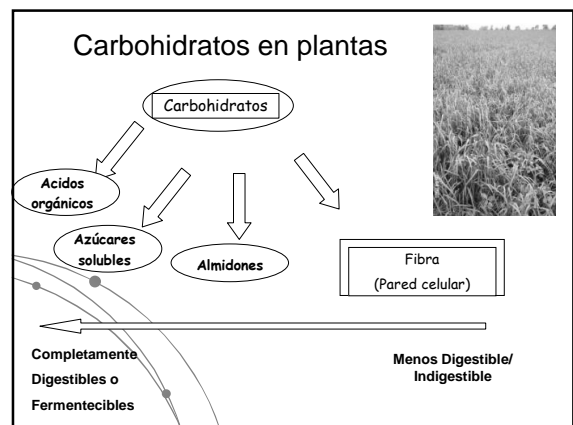 Carbohidratos en plantas
Carbohidratos
Acidos
orgánicos
Azúcares
solubles
Almidones
Fibra
(Pared celular)
Completamente
Digestibles o
Fermentecibles
Menos Digestible/
Indigestible